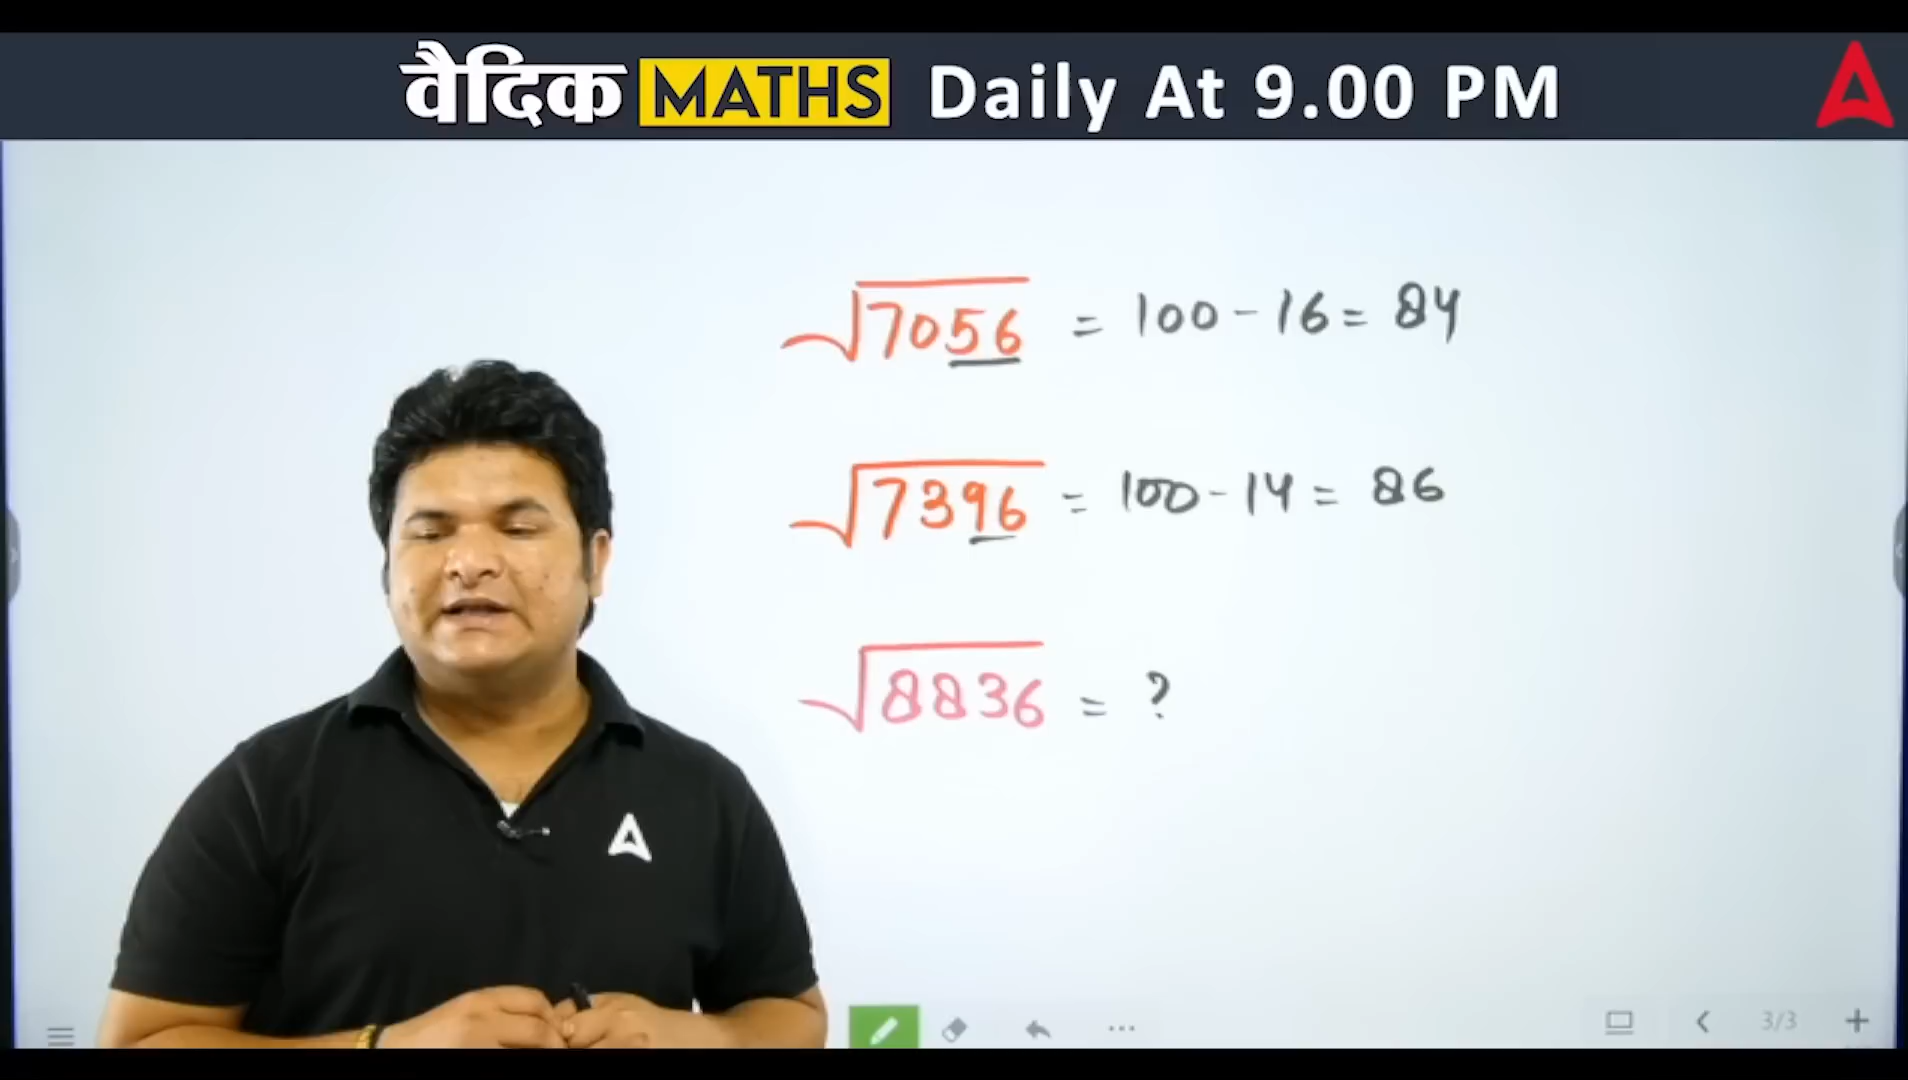 वैदिक MATHS Daily At 9.00 PM
√7056 = 100 - 16 = 84
√7396 = 100 - 14 = 86
√8836 = ?
3/3